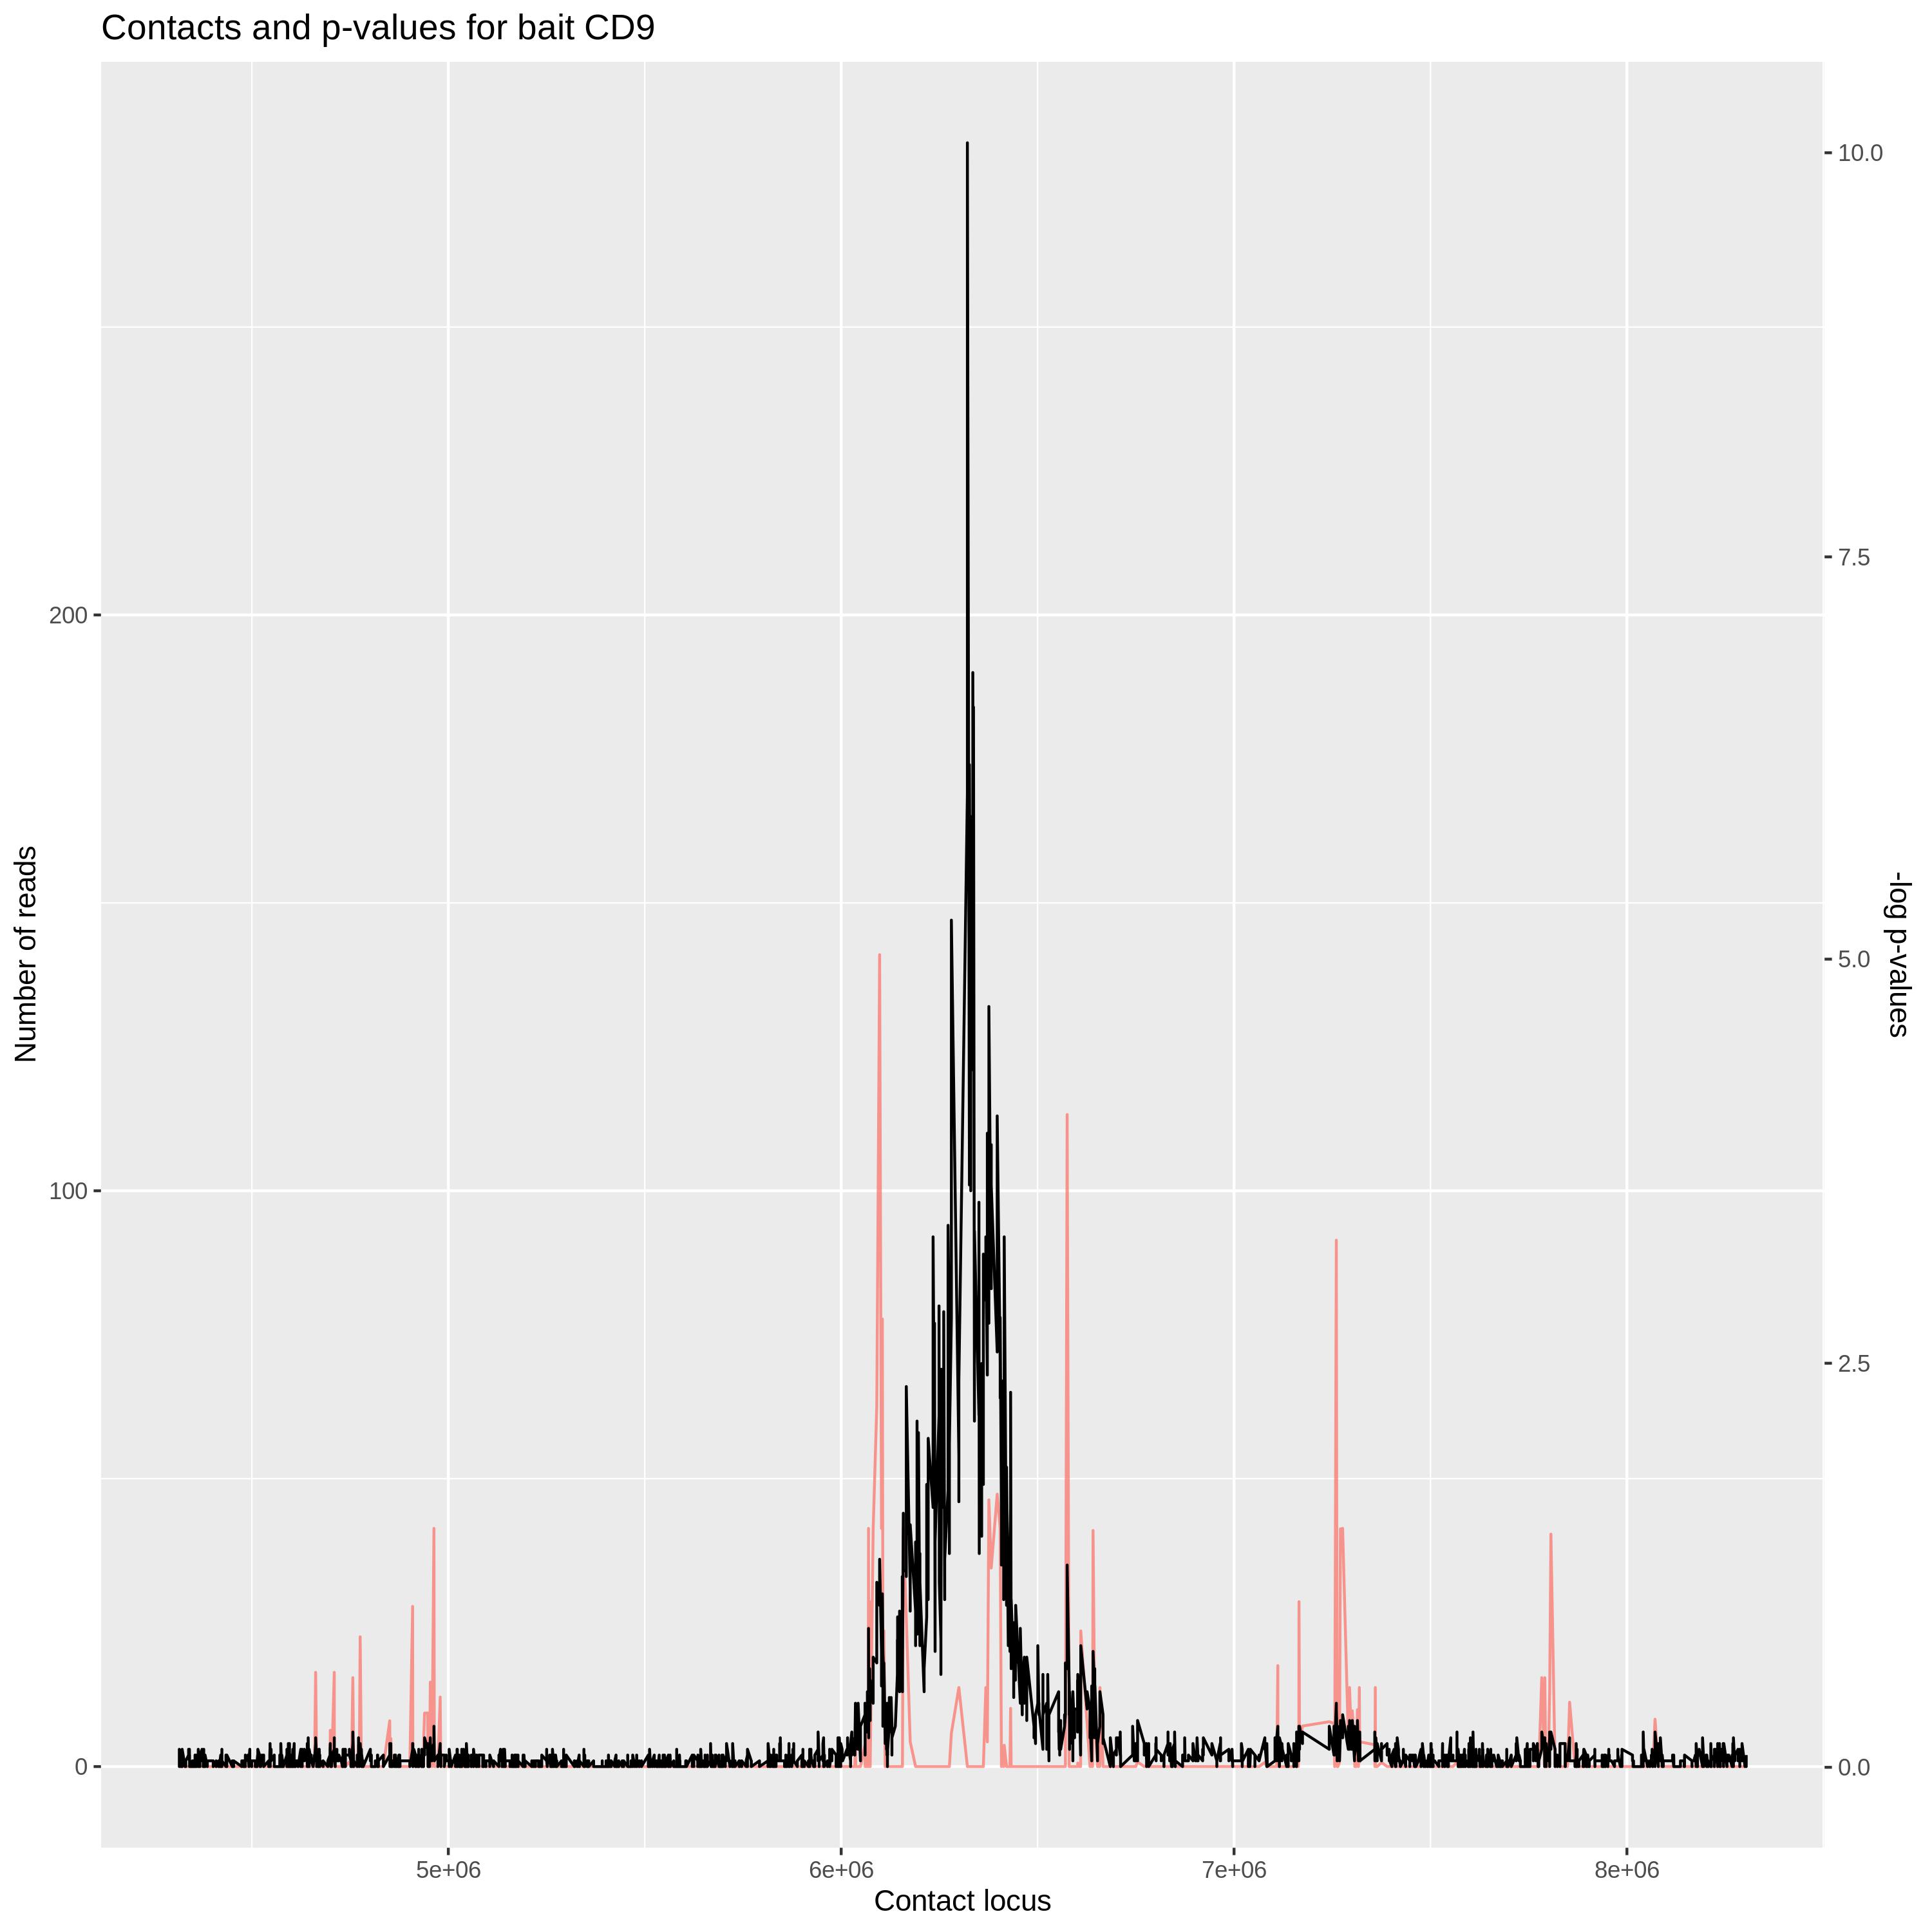 Contacts and p-values for bait CD9
Number of reads
200
100
0
10.0
7.5
5.0
2.5
0.0
-log p-values
5e+06
6e+06
7e+06
8e+06
Contact locus